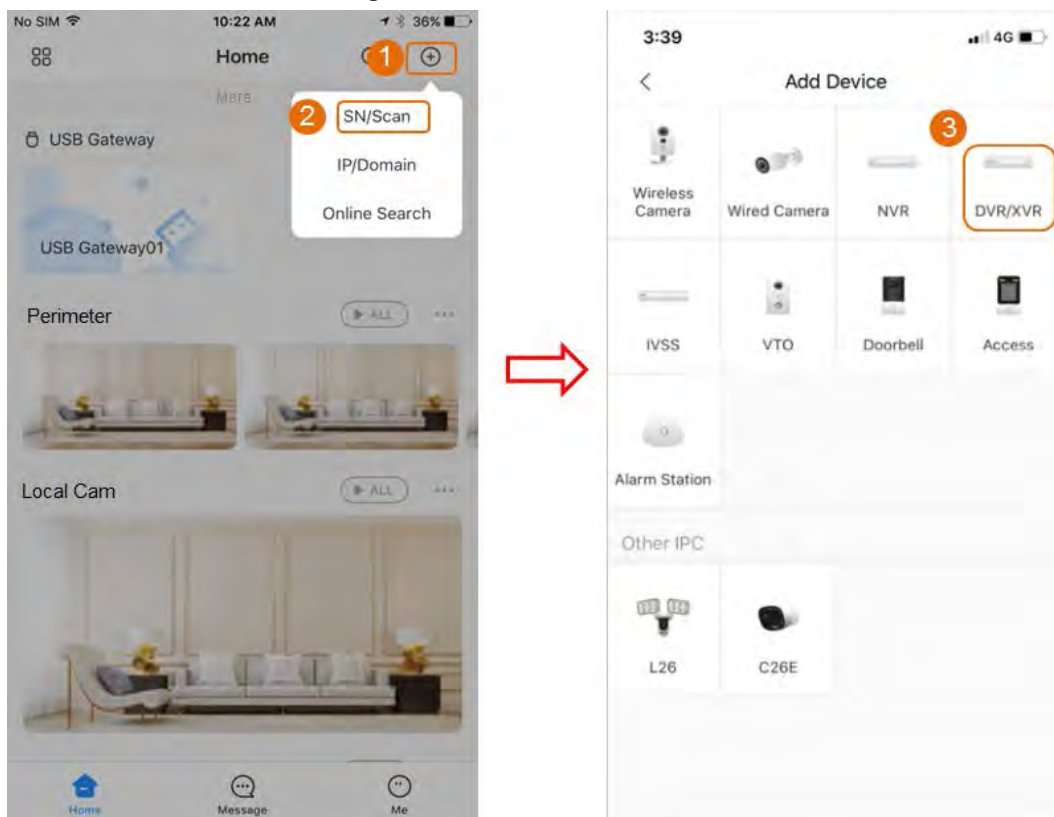 No SIM 10:22 AM 36%
Home
1
More
2 SN/Scan
IP/Domain
Online Search
USB Gateway
USB Gateway01
Perimeter
ALL
Local Cam
ALL
Home Message Me
3:39 4G
Add Device
3
Wireless Camera
Wired Camera
NVR
DVR/XVR
IVSS VTO Doorbell Access
Alarm Station
Other IPC
L26 C26E